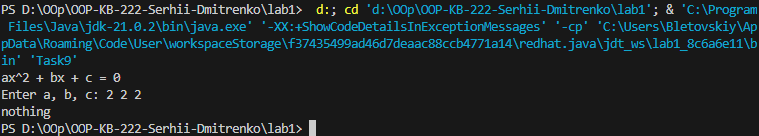 PS D:\OOp\OOP-KB-222-Serhii-Dmitrenko\lab1>  d:; cd 'd:\OOp\OOP-KB-222-Serhii-Dmitrenko\lab1'; & 'C:\Program
 Files\Java\jdk-21.0.2\bin\java.exe' '-XX:+ShowCodeDetailsInExceptionMessages' '-cp' 'C:\Users\Bletovskiy\Ap
pData\Roaming\Code\User\workspaceStorage\f37435499ad46d7deaac88ccb4771a14\redhat.java\jdt_ws\lab1_8c6a6e11\b
in' 'Task9'
ax^2 + bx + c = 0
Enter a, b, c: 2 2 2
nothing
PS D:\OOp\OOP-KB-222-Serhii-Dmitrenko\lab1>